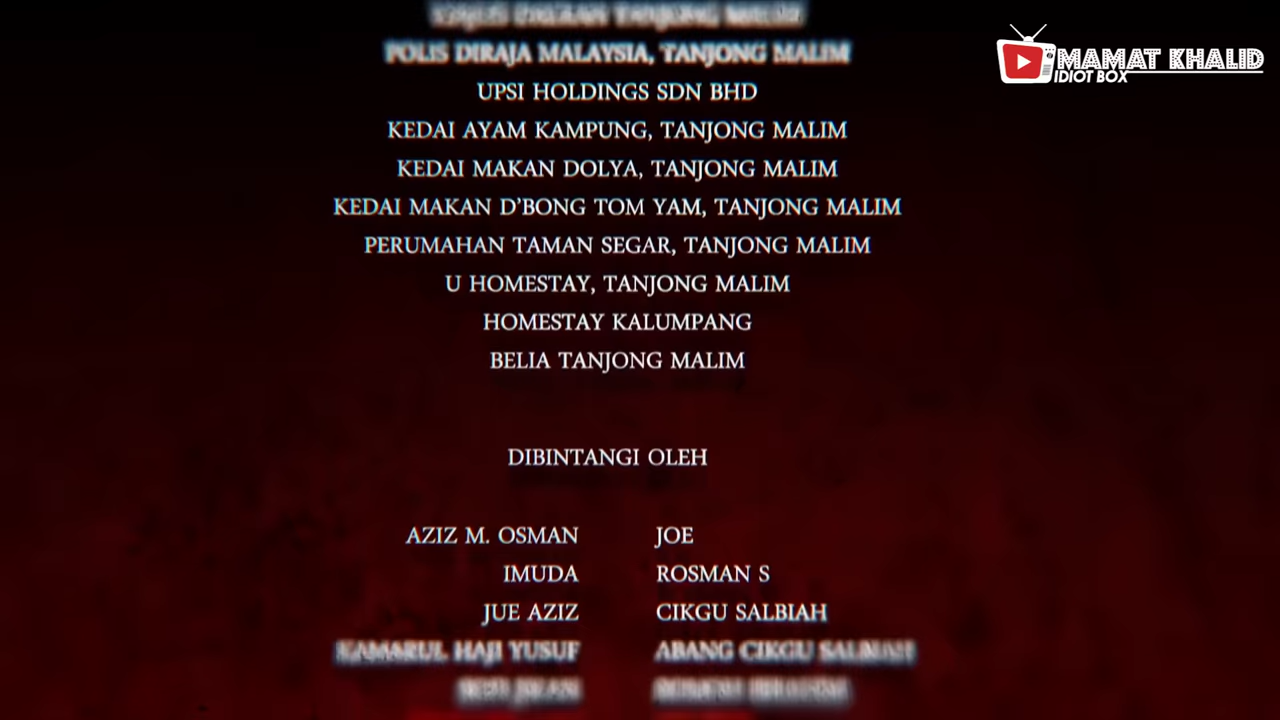 MAMAT KHALID
IDIOT BOX
TANJONG MALIM
POLIS DIRAJA MALAYSIA, TANJONG MALIM
UPSI HOLDINGS SDN BHD
KEDAI AYAM KAMPUNG, TANJONG MALIM
KEDAI MAKAN DOLYA, TANJONG MALIM
KEDAI MAKAN D'BONG TOM YAM, TANJONG MALIM
PERUMAHAN TAMAN SEGAR, TANJONG MALIM
U HOMESTAY, TANJONG MALIM
HOMESTAY KALUMPANG
BELIA TANJONG MALIM
DIBINTANGI OLEH
AZIZ M. OSMAN JOE
IMUDA ROSMAN S
JUE AZIZ CIKGU SALBIAH
KAMARUL HAJI YUSUF ABANG CIKGU SALBIAH